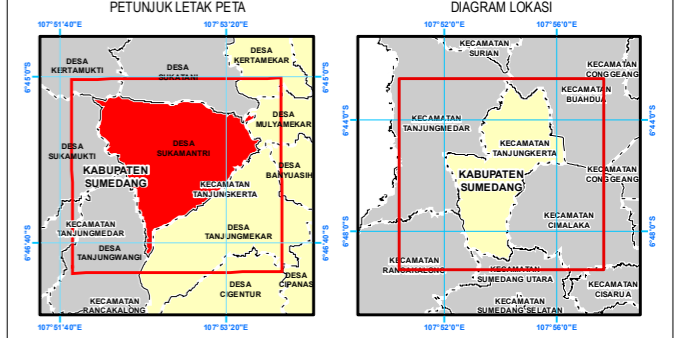 PETUNJUK LETAK PETA
107°51'40"E
107°53'20"E
6°45'0"S
6°45'0"S
DESA
KERTAMUKTI
DESA
SUKATANI
DESA
KERTAMEKAR
DESA
MULYAMEKAR
DESA
SUKAMANTRI
DESA
SUKAMUKTI
DESA
BANYUASIH
KABUPATEN
SUMEDANG
KECAMATAN
TANJUNGKERTA
KECAMATAN
TANJUNGMEDAR
DESA
TANJUNGMEKAR
DESA
TANJUNGWANGI
6°46'40"S
6°46'40"S
DESA
CIPANAS
DESA
CIGENTUR
KECAMATAN
RANCAKALONG
107°51'40"E
107°53'20"E
DIAGRAM LOKASI
107°52'0"E
107°56'0"E
KECAMATAN
SURIAN
KECAMATAN
CONGGEANG
KECAMATAN
BUAHDUA
6°44'0"S
6°44'0"S
KECAMATAN
TANJUNGMEDAR
KECAMATAN
TANJUNGKERTA
KABUPATEN
SUMEDANG
KECAMATAN
CONGGEANG
KECAMATAN
CIMALAKA
6°48'0"S
6°48'0"S
KECAMATAN
RANCAKALONG
KECAMATAN
SUMEDANG UTARA
KECAMATAN
CISARUA
KECAMATAN
SUMEDANG SELATAN
107°52'0"E
107°56'0"E